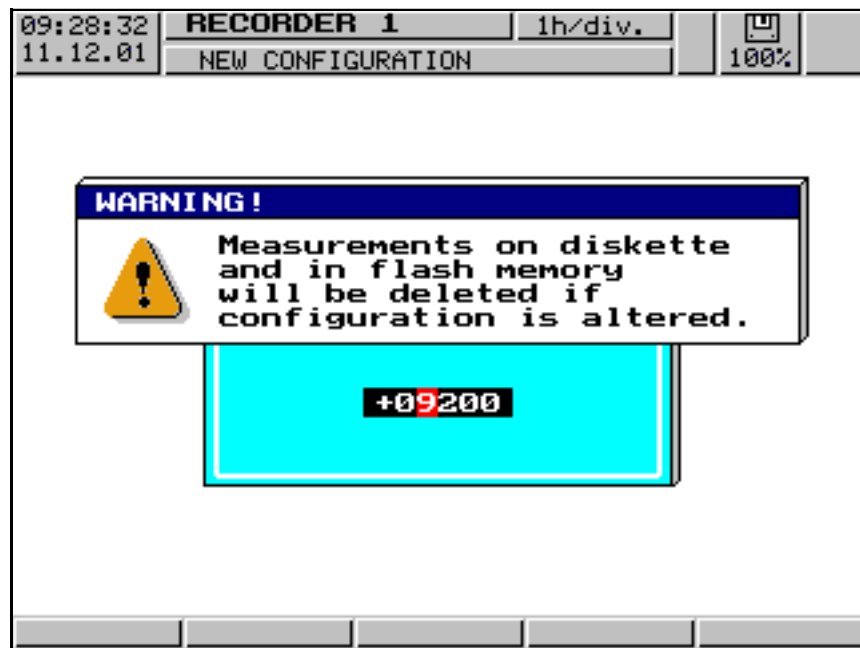 09:28:32 RECORDER 1 1h/div.
11.12.01 NEW CONFIGURATION 100%
WARNING!
Measurements on diskette
and in flash memory
will be deleted if
configuration is altered.
+09200